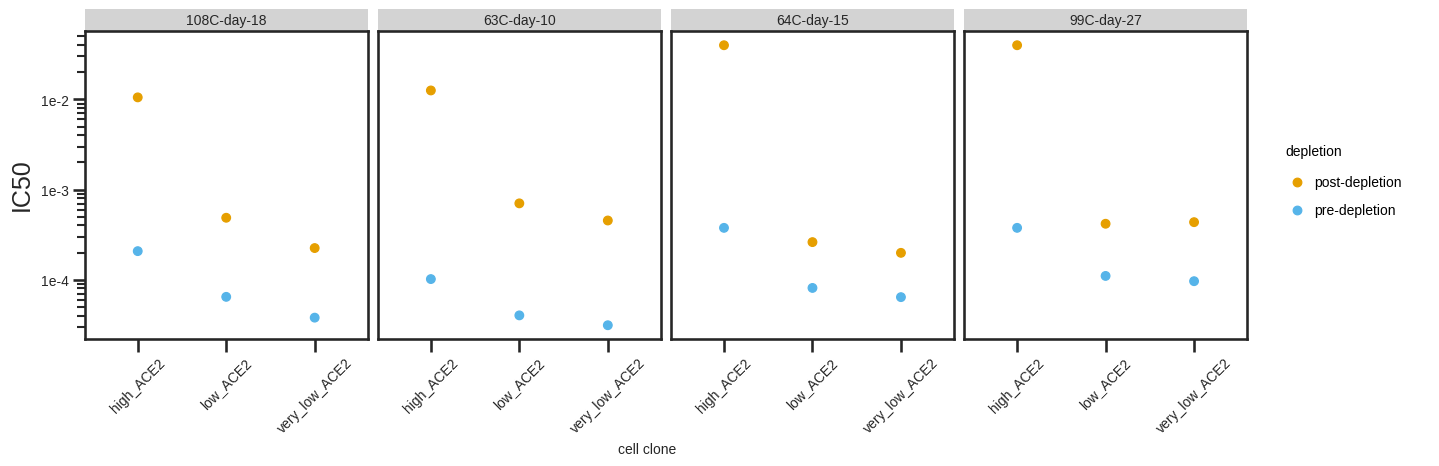 108C-day-18
63C-day-10
64C-day-15
99C-day-27
IC50
1e-2
1e-3
1e-4
high_ACE2
low_ACE2
very_low_ACE2
high_ACE2
low_ACE2
very_low_ACE2
high_ACE2
low_ACE2
very_low_ACE2
high_ACE2
low_ACE2
very_low_ACE2
cell clone
depletion
post-depletion
pre-depletion